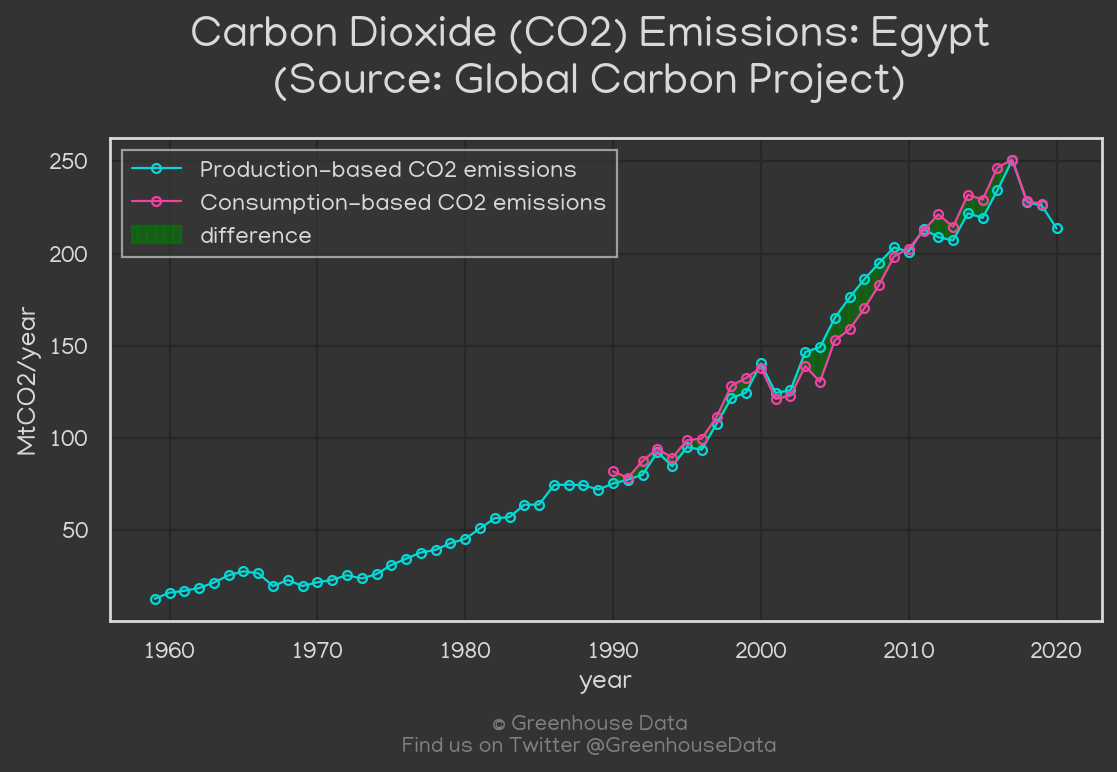 Carbon Dioxide (CO2) Emissions: Egypt
(Source: Global Carbon Project)
Production-based CO2 emissions
Consumption-based CO2 emissions
difference
250
200
150
100
50
MtCO2/year
1960 1970 1980 1990 2000 2010 2020
year
© Greenhouse Data
Find us on Twitter @GreenhouseData